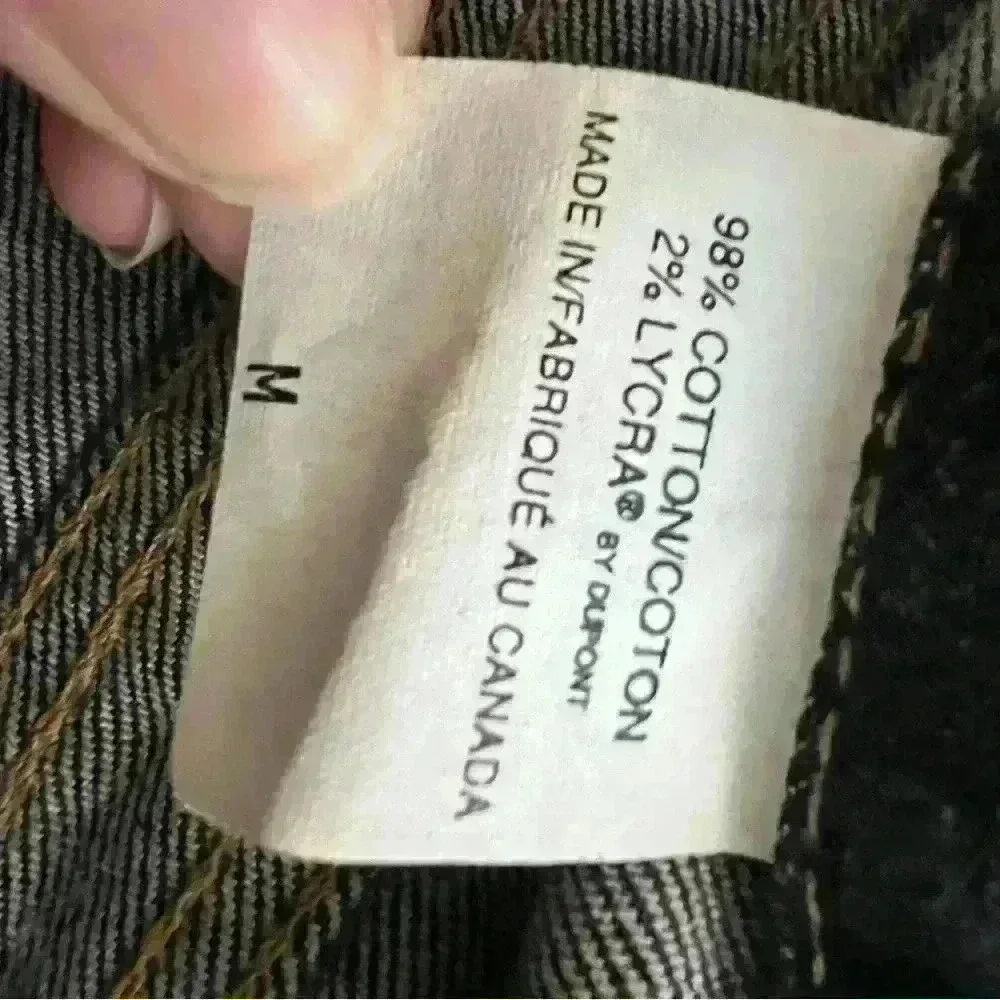 98% COTTON/COTON
2% LYCRA® BY DUPONT
MADE IN/FABRIQUÉ AU CANADA
M